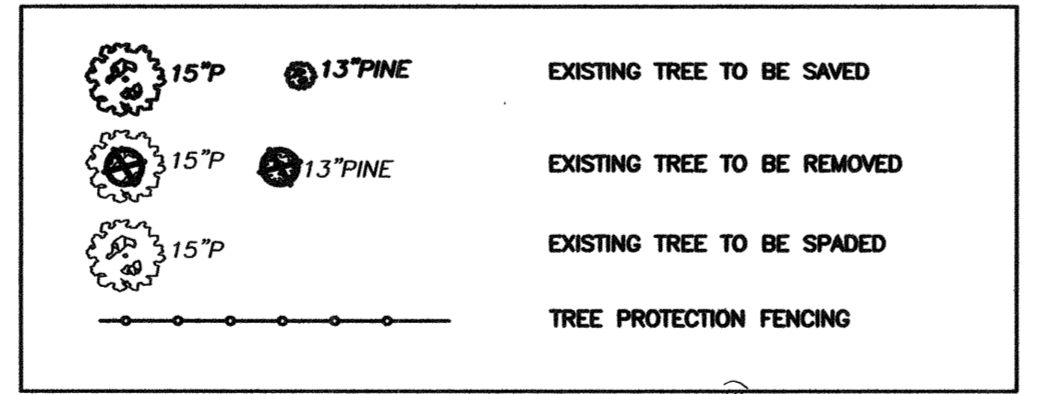 15"P 13"PINE EXISTING TREE TO BE SAVED
15"P 13"PINE EXISTING TREE TO BE REMOVED
15"P EXISTING TREE TO BE SPADED
TREE PROTECTION FENCING